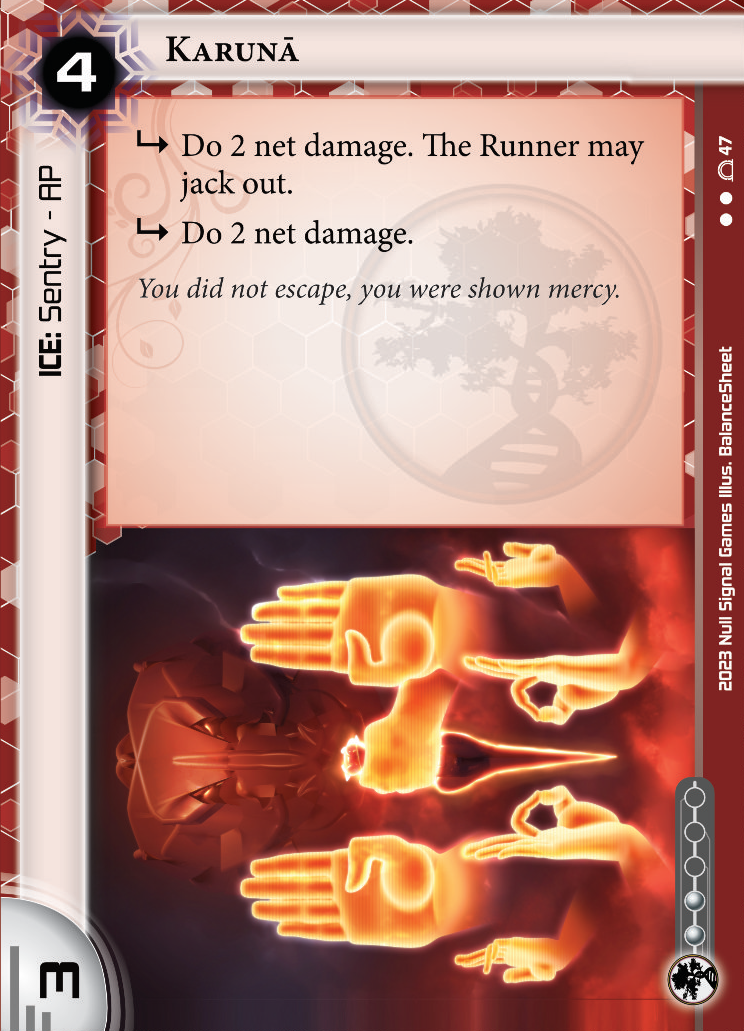 4
Karunā
ICE: Sentry - AP
↳ Do 2 net damage. The Runner may
jack out.
↳ Do 2 net damage.
You did not escape, you were shown mercy.
3
2023 Null Signal Games Illus. BalanceSheet
47